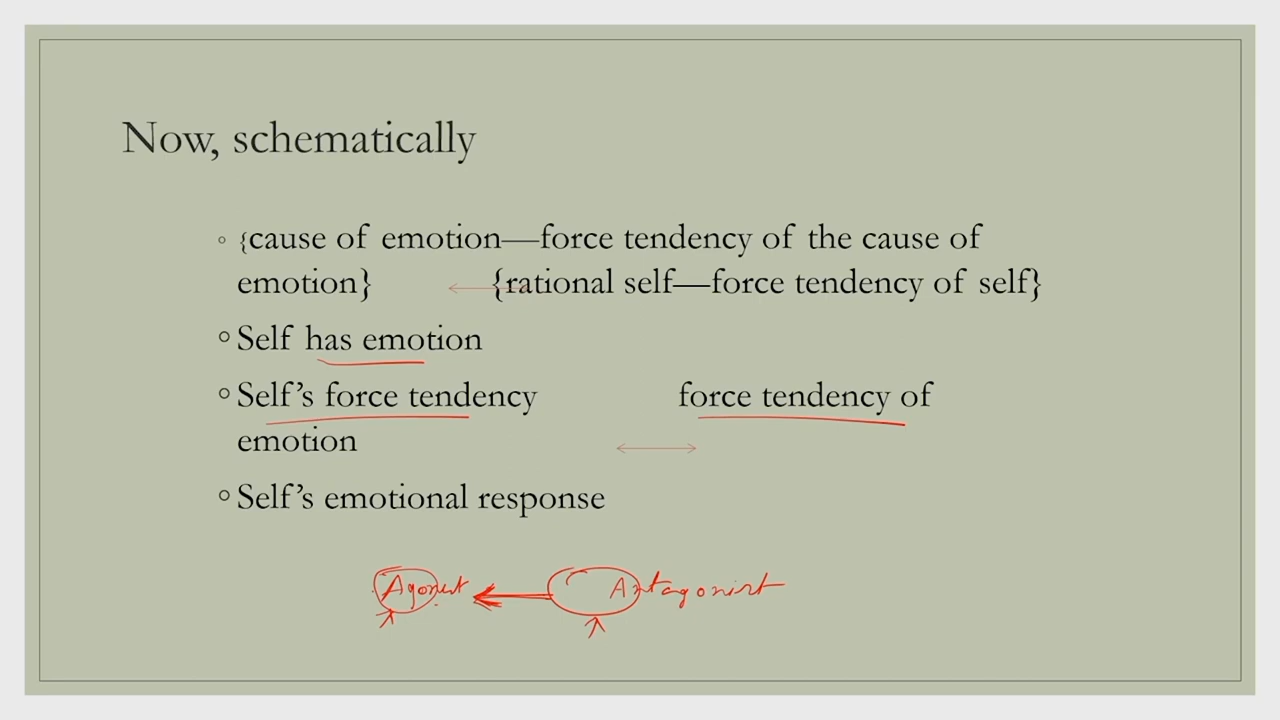 Now, schematically
{cause of emotion—force tendency of the cause of
emotion} {rational self—force tendency of self}
Self has emotion
Self's force tendency force tendency of
emotion
Self's emotional response
Agonist Antagonist